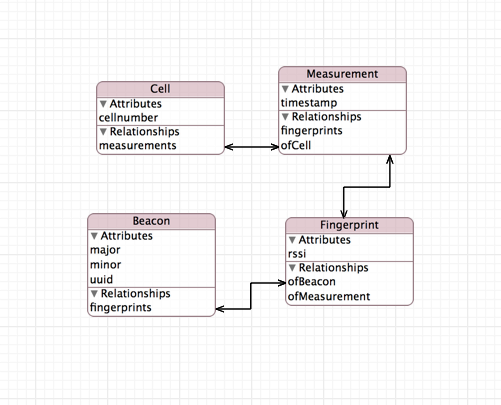 Cell
▼ Attributes
cellnumber
▼ Relationships
measurements
Measurement
▼ Attributes
timestamp
▼ Relationships
fingerprints
ofCell
Beacon
▼ Attributes
major
minor
uuid
▼ Relationships
fingerprints
Fingerprint
▼ Attributes
rssi
▼ Relationships
ofBeacon
ofMeasurement